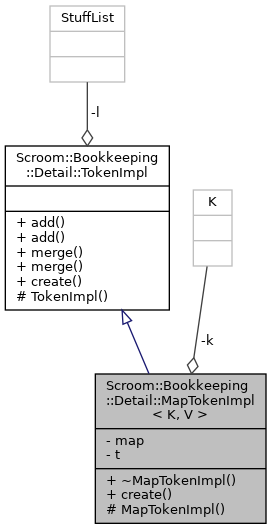 StuffList
-l
Scroom::Bookkeeping
::Detail::TokenImpl
+ add()
+ add()
+ merge()
+ merge()
+ create()
# TokenImpl()
K
-k
Scroom::Bookkeeping
::Detail::MapTokenImpl
< K, V >
- map
- t
+ ~MapTokenImpl()
+ create()
# MapTokenImpl()